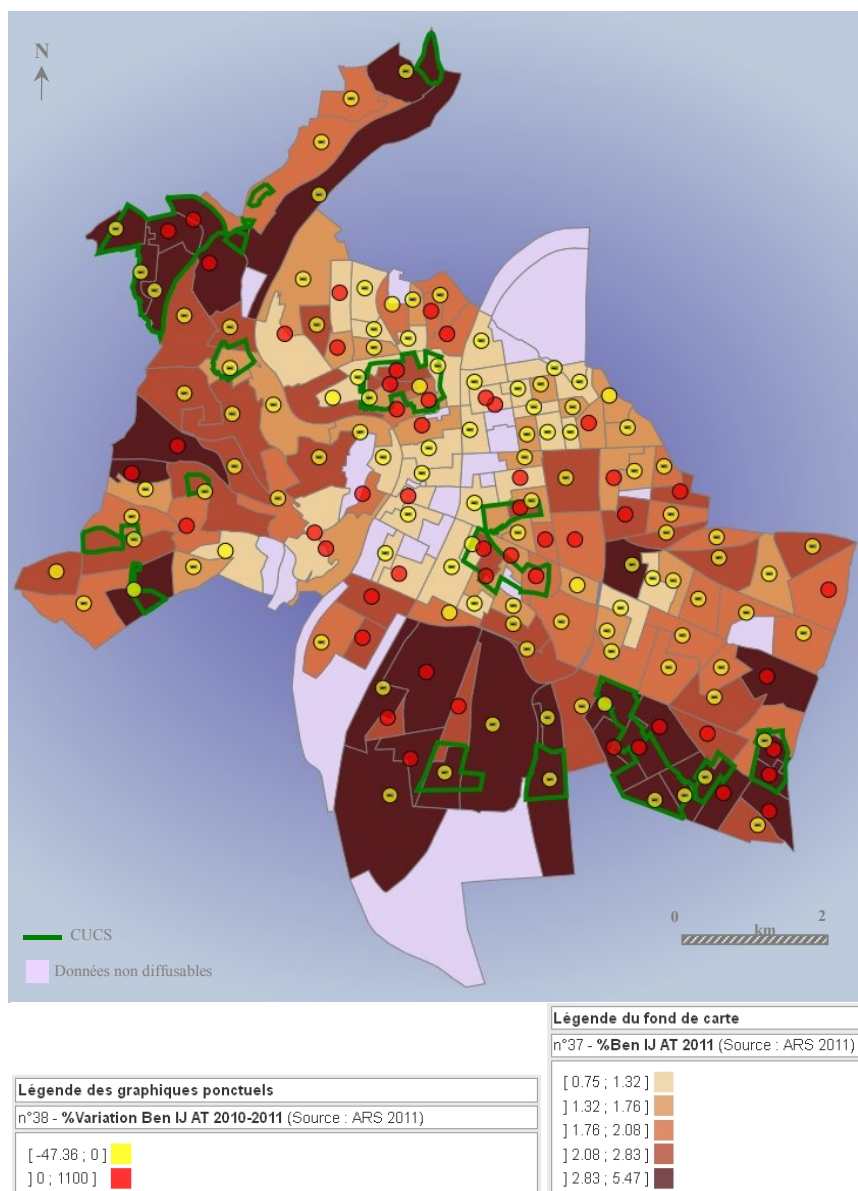 N
0 2
km
CUCS
Données non diffusables
Légende du fond de carte
n°37 - %Ben IJ AT 2011 (Source : ARS 2011)
[ 0.75 ; 1.32 ]
] 1.32 ; 1.76 ]
] 1.76 ; 2.08 ]
] 2.08 ; 2.83 ]
] 2.83 ; 5.47 ]
Légende des graphiques ponctuels
n°38 - %Variation Ben IJ AT 2010-2011 (Source : ARS 2011)
[ -47.36 ; 0 ]
] 0 ; 1100 ]